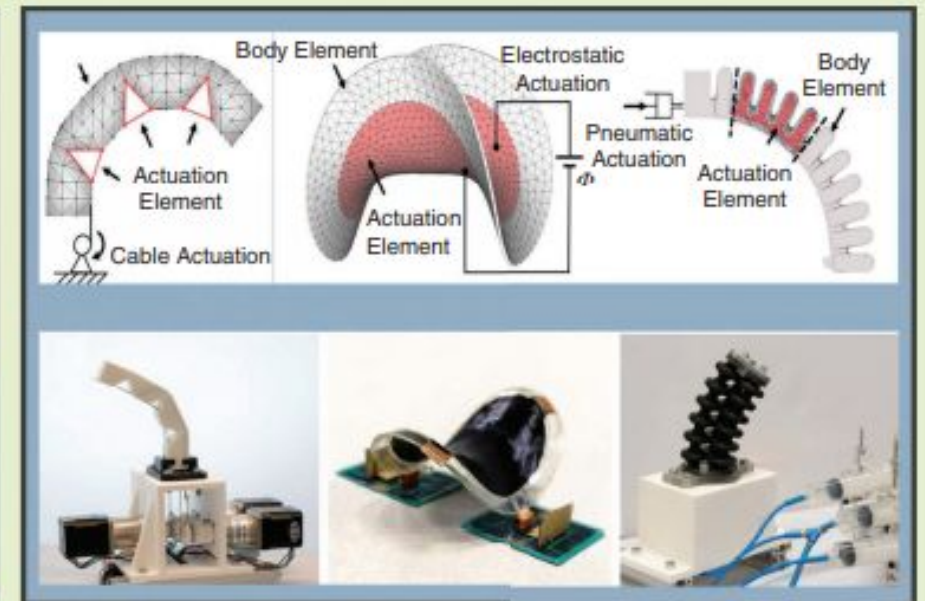 Body Element
Actuation
Element
Cable Actuation
Electrostatic
Actuation
Actuation
Element
Φ
Pneumatic
Actuation
Body
Element
Actuation
Element